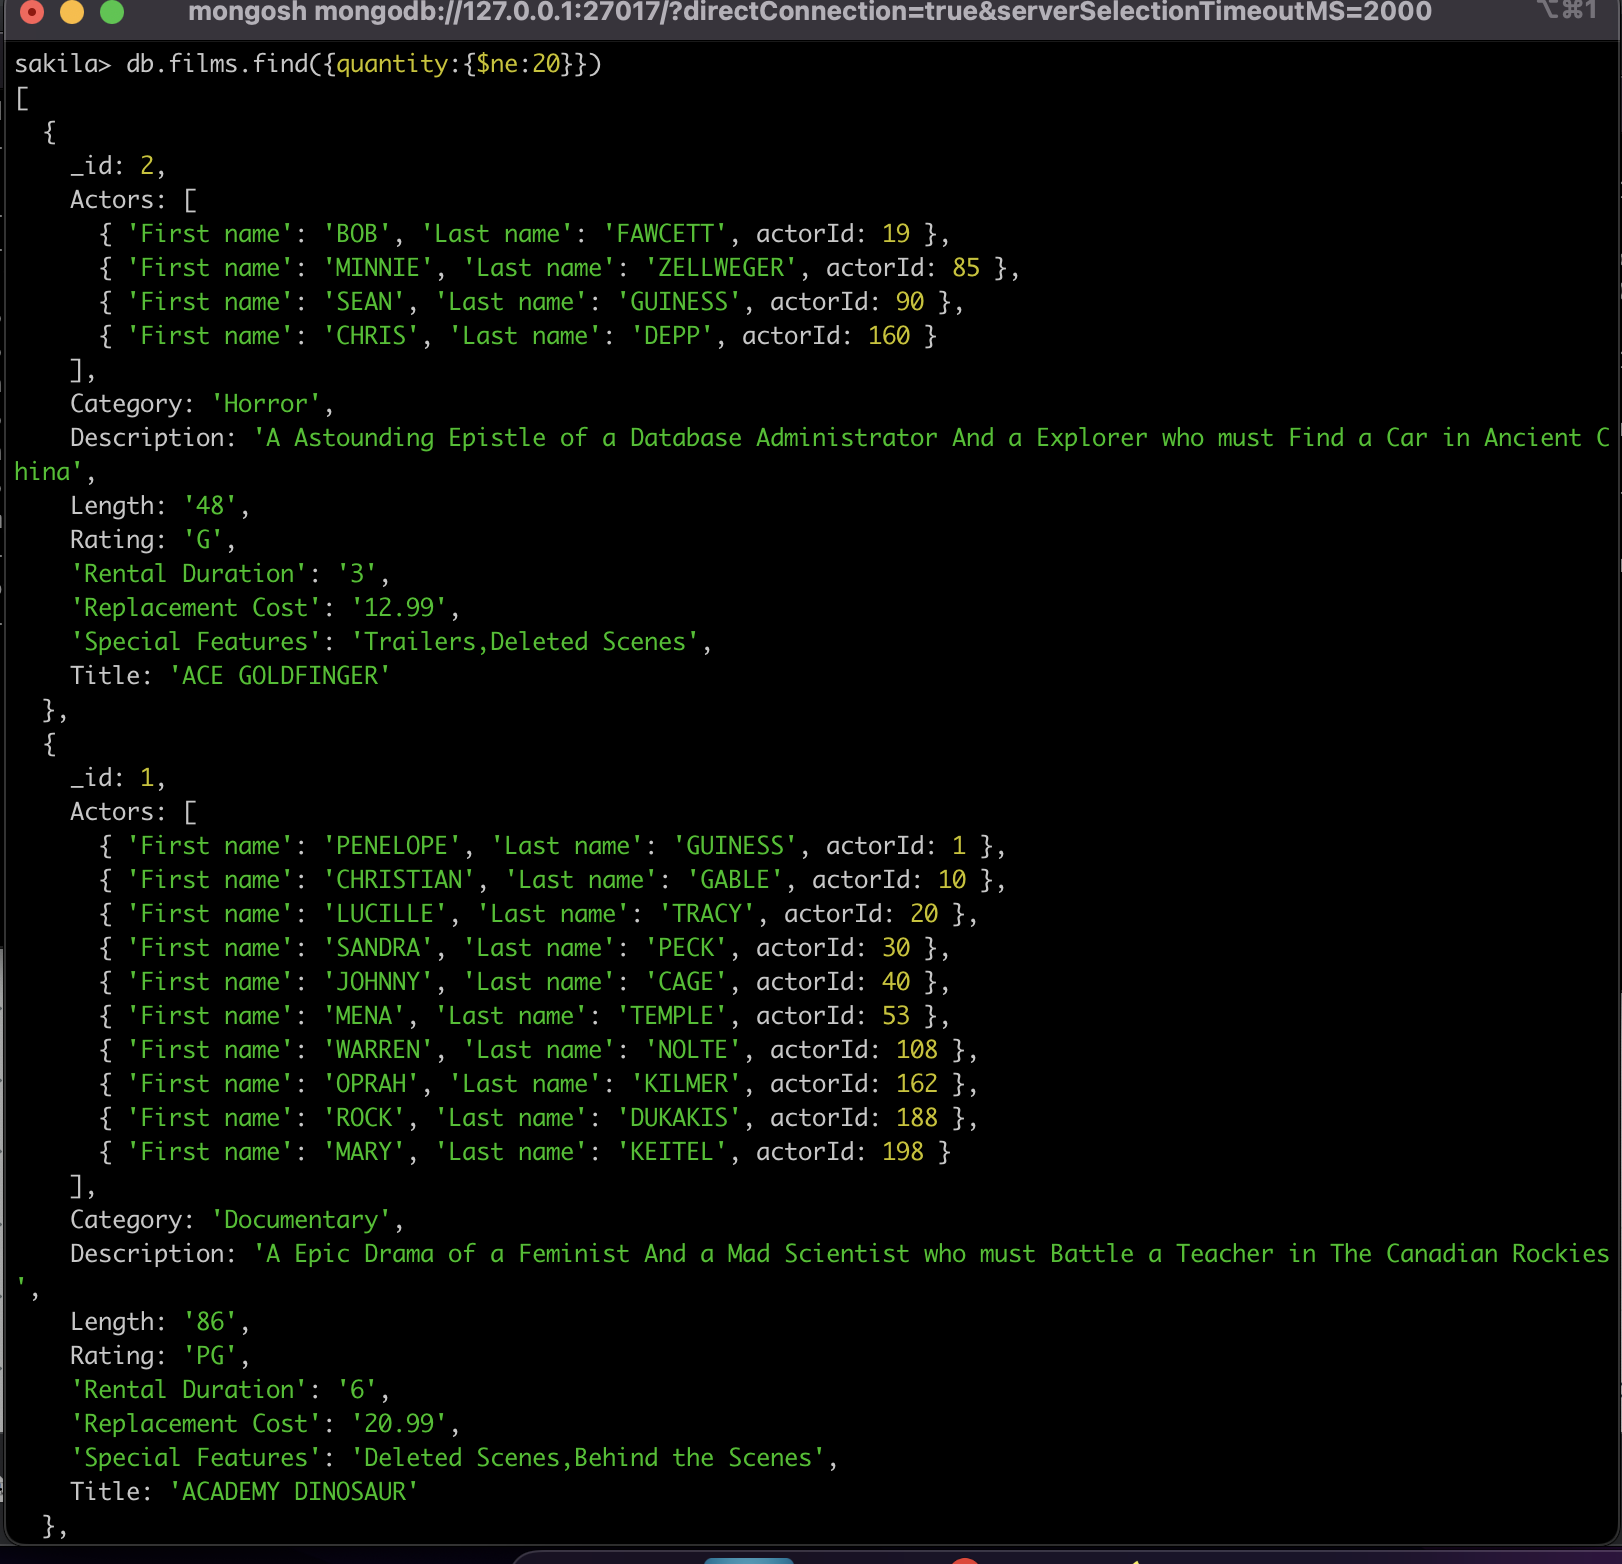 mongosh mongodb://127.0.0.1:27017/?directConnection=true&serverSelectionTimeoutMS=2000 ⌥⌘1
sakila> db.films.find({quantity:{$ne:20}})
[
  {
    _id: 2,
    Actors: [
      { 'First name': 'BOB', 'Last name': 'FAWCETT', actorId: 19 },
      { 'First name': 'MINNIE', 'Last name': 'ZELLWEGER', actorId: 85 },
      { 'First name': 'SEAN', 'Last name': 'GUINESS', actorId: 90 },
      { 'First name': 'CHRIS', 'Last name': 'DEPP', actorId: 160 }
    ],
    Category: 'Horror',
    Description: 'A Astounding Epistle of a Database Administrator And a Explorer who must Find a Car in Ancient C
hina',
    Length: '48',
    Rating: 'G',
    'Rental Duration': '3',
    'Replacement Cost': '12.99',
    'Special Features': 'Trailers,Deleted Scenes',
    Title: 'ACE GOLDFINGER'
  },
  {
    _id: 1,
    Actors: [
      { 'First name': 'PENELOPE', 'Last name': 'GUINESS', actorId: 1 },
      { 'First name': 'CHRISTIAN', 'Last name': 'GABLE', actorId: 10 },
      { 'First name': 'LUCILLE', 'Last name': 'TRACY', actorId: 20 },
      { 'First name': 'SANDRA', 'Last name': 'PECK', actorId: 30 },
      { 'First name': 'JOHNNY', 'Last name': 'CAGE', actorId: 40 },
      { 'First name': 'MENA', 'Last name': 'TEMPLE', actorId: 53 },
      { 'First name': 'WARREN', 'Last name': 'NOLTE', actorId: 108 },
      { 'First name': 'OPRAH', 'Last name': 'KILMER', actorId: 162 },
      { 'First name': 'ROCK', 'Last name': 'DUKAKIS', actorId: 188 },
      { 'First name': 'MARY', 'Last name': 'KEITEL', actorId: 198 }
    ],
    Category: 'Documentary',
    Description: 'A Epic Drama of a Feminist And a Mad Scientist who must Battle a Teacher in The Canadian Rockies
',
    Length: '86',
    Rating: 'PG',
    'Rental Duration': '6',
    'Replacement Cost': '20.99',
    'Special Features': 'Deleted Scenes,Behind the Scenes',
    Title: 'ACADEMY DINOSAUR'
  },